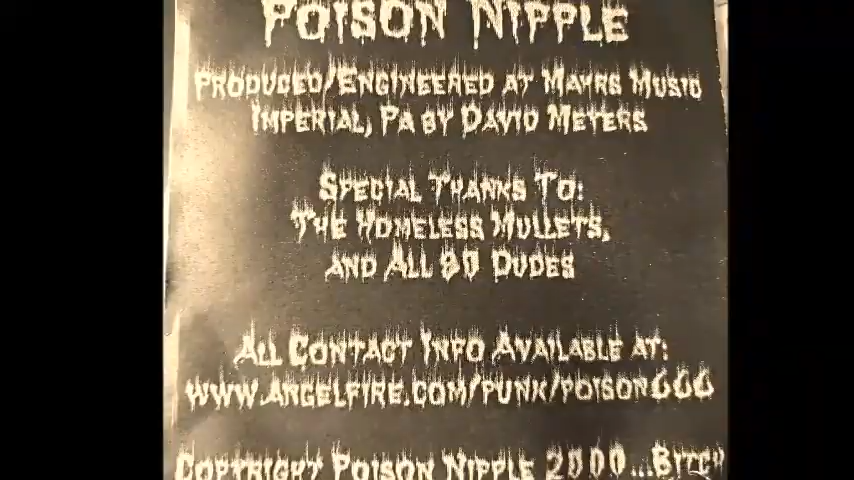 Poison Nipple
Produced/Engineered at Mayrs Music
Imperial, Pa by David Meyers
Special Thanks To:
The Homeless Mullets,
and All 90 Dudes
All Contact Info Available at:
www.angelfire.com/punk/poison666
Copyright Poison Nipple 2000...Bitch